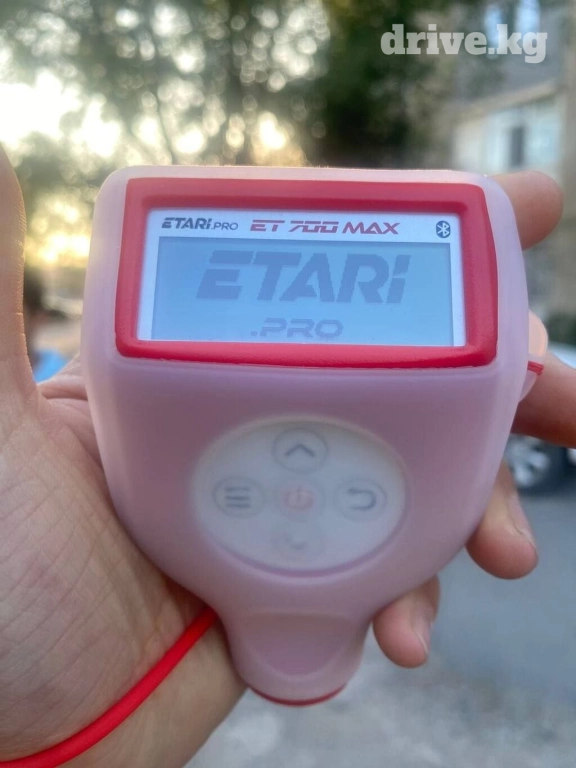 drive.kg
ETARI.PRO ET 700 MAX
ETARI
.PRO